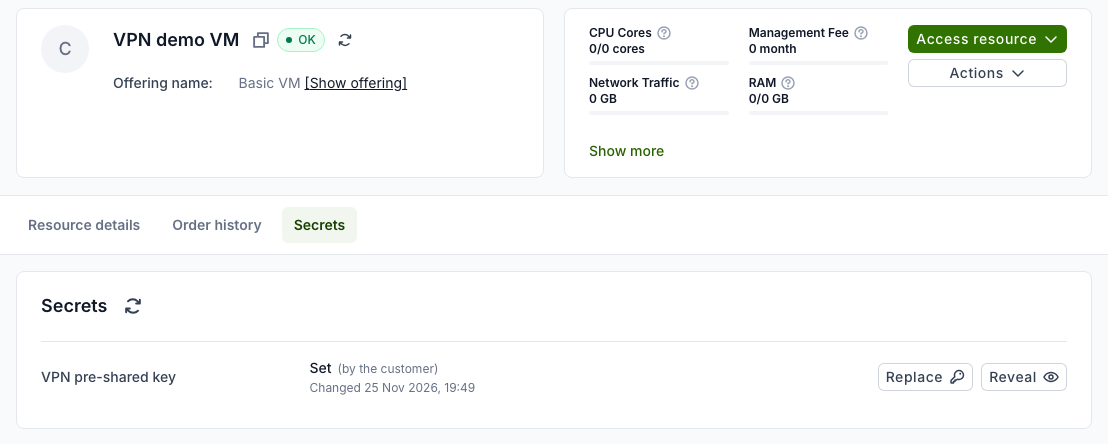 C
VPN demo VM
OK
Offering name:
Basic VM [Show offering]
CPU Cores
0/0 cores
Management Fee
0 month
Network Traffic
0 GB
RAM
0/0 GB
Show more
Access resource
Actions
Resource details
Order history
Secrets
Secrets
VPN pre-shared key
Set (by the customer)
Changed 25 Nov 2026, 19:49
Replace
Reveal